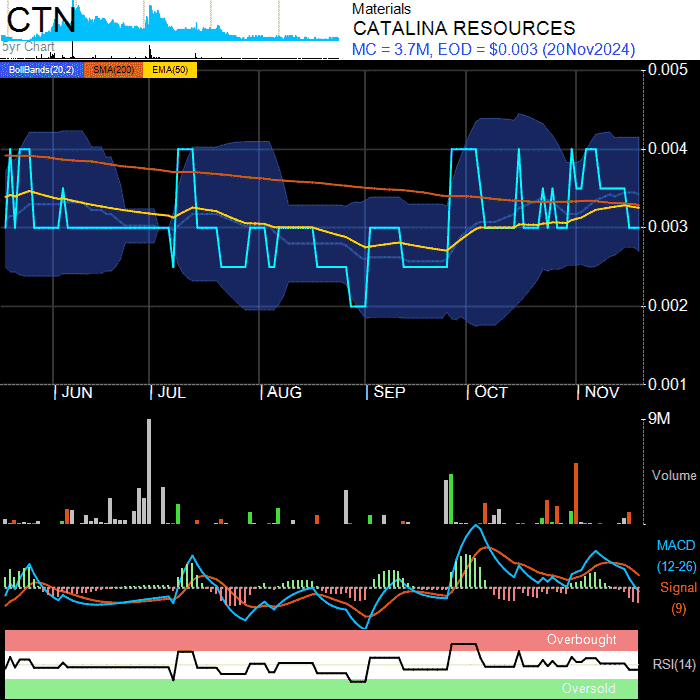 CTN
5yr Chart
Materials
CATALINA RESOURCES
MC = 3.7M, EOD = $0.003 (20Nov2024)
BollBands(20,2) SMA(200) EMA(50)
0.005
0.004
0.003
0.002
0.001
JUN JUL AUG SEP OCT NOV
9M
Volume
MACD
(12-26)
Signal
(9)
Overbought
RSI(14)
Oversold